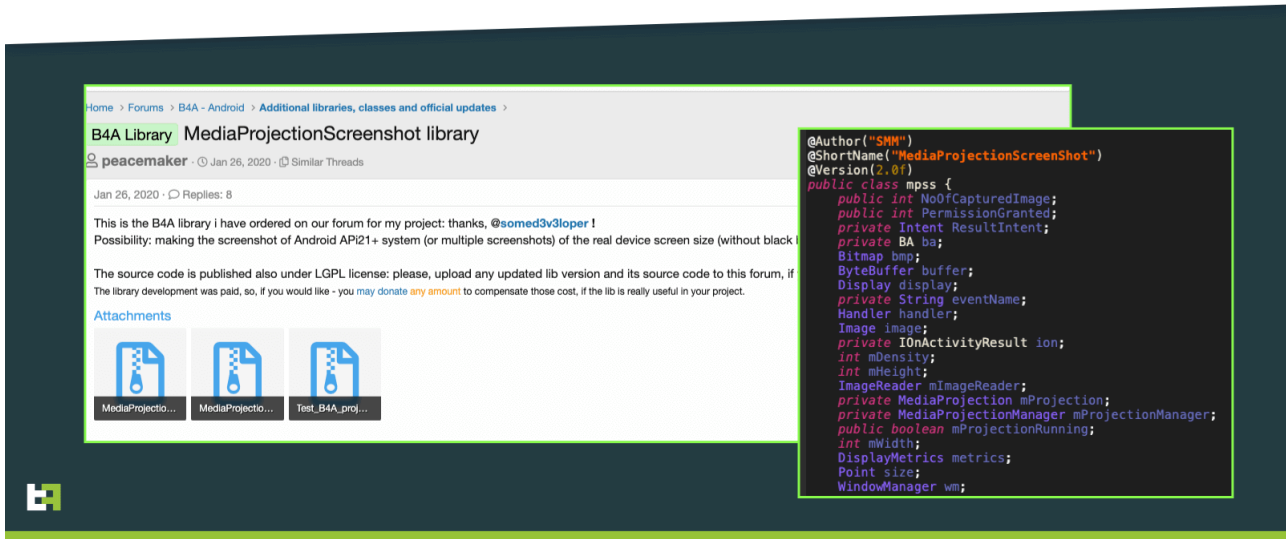 Home > Forums > B4A - Android > Additional libraries, classes and official updates >
B4A Library MediaProjectionScreenshot library
peacemaker · Jan 26, 2020 · Similar Threads
Jan 26, 2020 · Replies: 8
This is the B4A library i have ordered on our forum for my project: thanks, @somed3v3loper !
Possibility: making the screenshot of Android APi21+ system (or multiple screenshots) of the real device screen size (without black
The source code is published also under LGPL license: please, upload any updated lib version and its source code to this forum, if
The library development was paid, so, if you would like - you may donate any amount to compensate those cost, if the lib is really useful in your project.
Attachments
MediaProjectio...
MediaProjectio...
Test_B4A_proj...
@Author("SMM")
@ShortName("MediaProjectionScreenShot")
@Version(2.0f)
public class mpss {
public int NoOfCapturedImage;
public int PermissionGranted;
private Intent ResultIntent;
private BA ba;
Bitmap bmp;
ByteBuffer buffer;
Display display;
private String eventName;
Handler handler;
Image image;
private IOnActivityResult ion;
int mDensity;
int mHeight;
ImageReader mImageReader;
private MediaProjection mProjection;
private MediaProjectionManager mProjectionManager;
public boolean mProjectionRunning;
int mWidth;
DisplayMetrics metrics;
Point size;
WindowManager wm;